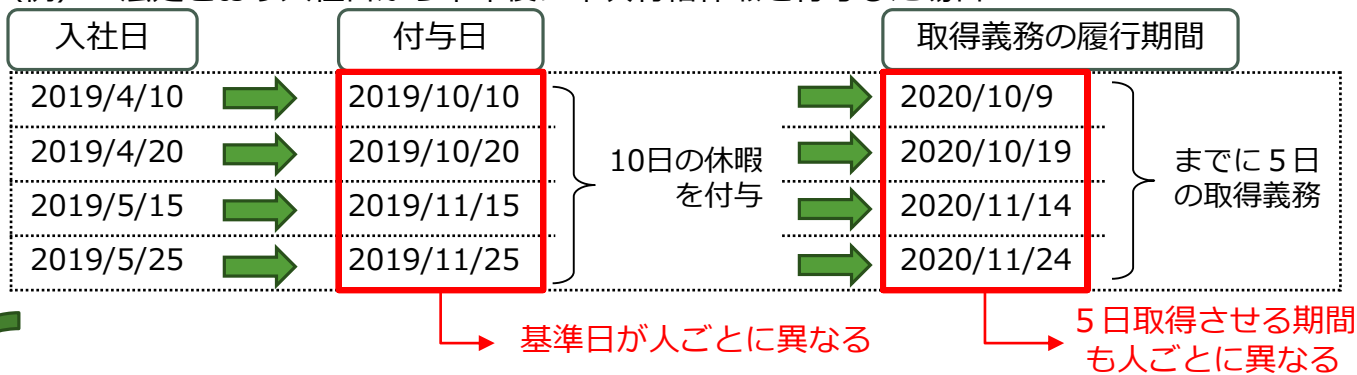 入社日 付与日 取得義務の履行期間
2019/4/10 2019/10/10 2020/10/9
2019/4/20 2019/10/20 2020/10/19
2019/5/15 2019/11/15 2020/11/14
2019/5/25 2019/11/25 2020/11/24
10日の休暇
を付与
までに５日
の取得義務
基準日が人ごとに異なる
５日取得させる期間
も人ごとに異なる